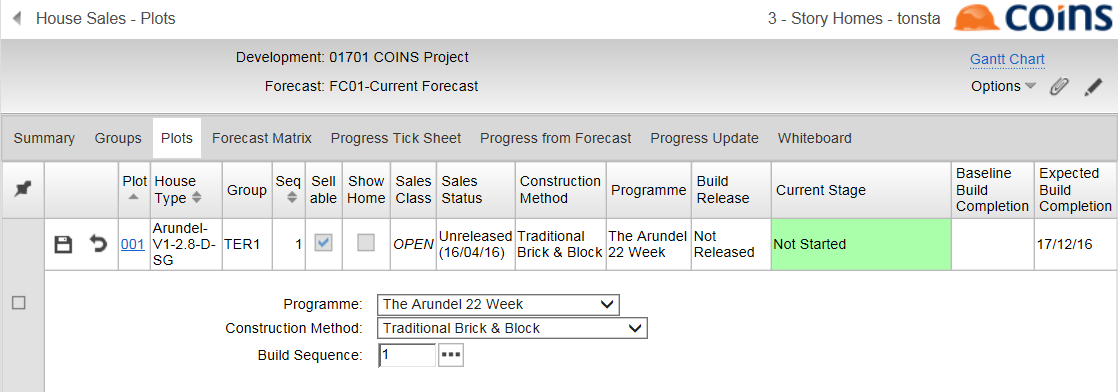 House Sales - Plots
3 - Story Homes - tonsta
coins
Development: 01701 COINS Project
Gantt Chart
Forecast: FC01-Current Forecast
Options
Summary Groups Plots Forecast Matrix Progress Tick Sheet Progress from Forecast Progress Update Whiteboard
Plot
House
Type
Group
Seq
Sell
able
Show
Home
Sales
Class
Sales
Status
Construction
Method
Programme
Build
Release
Current Stage
Baseline
Build
Completion
Expected
Build
Completion
001
Arundel-
V1-2.8-D-
SG
TER1
1
OPEN
Unreleased
(16/04/16)
Traditional
Brick & Block
The Arundel
22 Week
Not
Released
Not Started
17/12/16
Programme: The Arundel 22 Week
Construction Method: Traditional Brick & Block
Build Sequence: 1